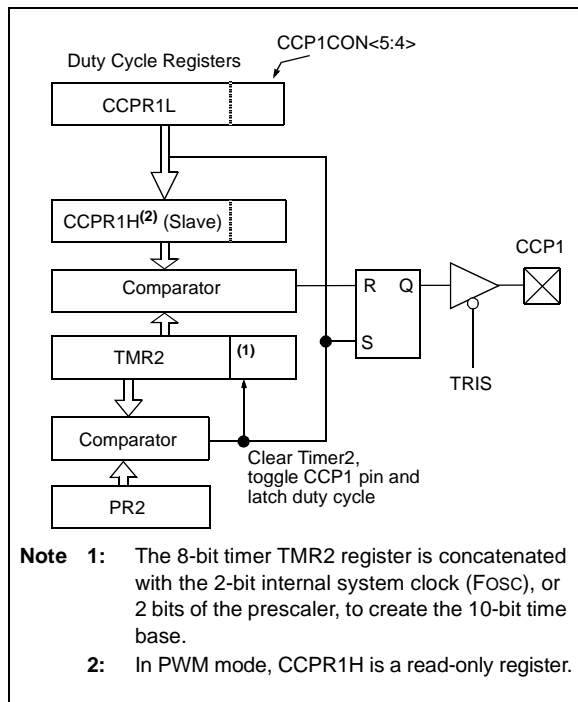 CCP1CON<5:4>
Duty Cycle Registers
CCPR1L
CCPR1H(2) (Slave)
CCP1
Comparator
R Q
TMR2 (1)
S
TRIS
Comparator
Clear Timer2,
toggle CCP1 pin and
latch duty cycle
PR2
Note 1: The 8-bit timer TMR2 register is concatenated
with the 2-bit internal system clock (FOSC), or
2 bits of the prescaler, to create the 10-bit time
base.
2: In PWM mode, CCPR1H is a read-only register.